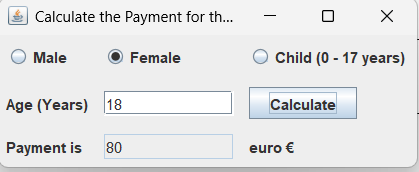 Calculate the Payment for th...
Male Female Child (0 - 17 years)
Age (Years) 18 Calculate
Payment is 80 euro €